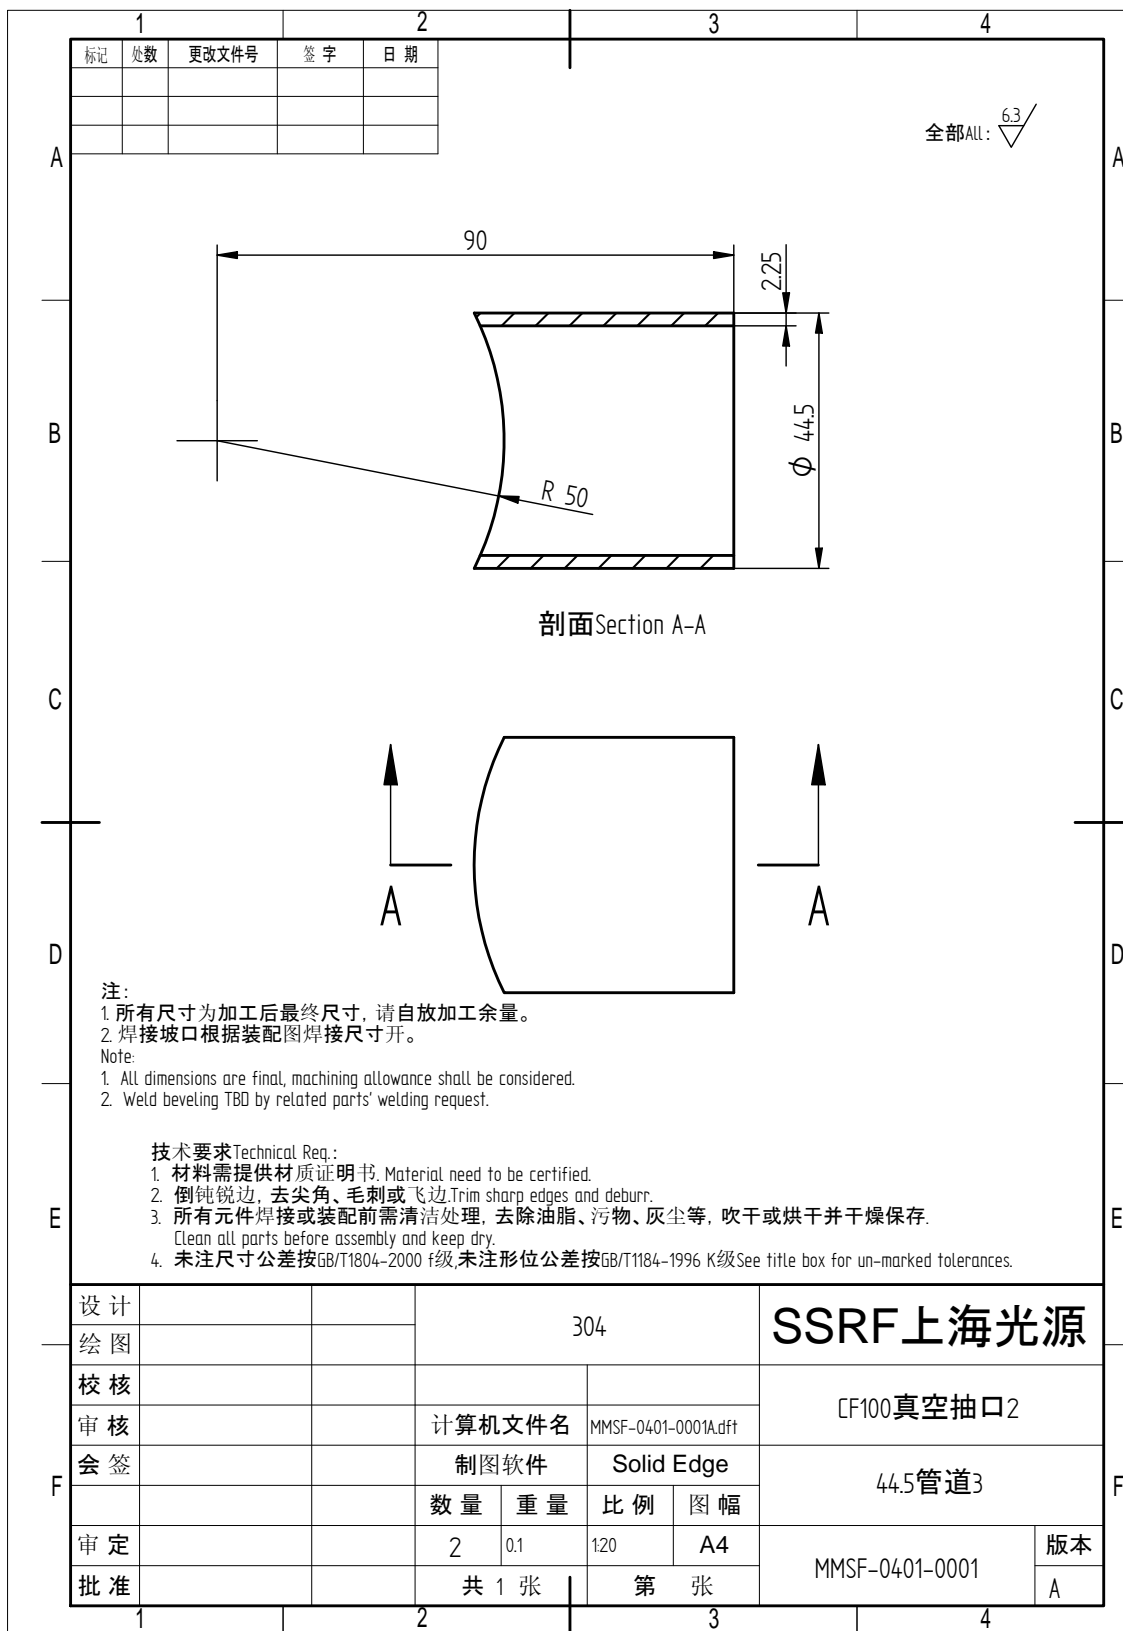 1 2 3 4
标记 处数 更改文件号 签 字 日 期
全部All: 6.3
A A
90
2.25
B B
φ 44.5
R 50
剖面Section A-A
C C
A A
D D
注:
1. 所有尺寸为加工后最终尺寸, 请自放加工余量。
2. 焊接坡口根据装配图焊接尺寸开。
Note:
1. All dimensions are final, machining allowance shall be considered.
2. Weld beveling TBD by related parts' welding request.
技术要求Technical Req.:
1. 材料需提供材质证明书. Material need to be certified.
2. 倒钝锐边, 去尖角、毛刺或飞边.Trim sharp edges and deburr.
E E
3. 所有元件焊接或装配前需清洁处理, 去除油脂、污物、灰尘等, 吹干或烘干并干燥保存.
Clean all parts before assembly and keep dry.
4. 未注尺寸公差按GB/T1804-2000 f级,未注形位公差按GB/T1184-1996 K级See title box for un-marked tolerances.
设 计
304
SSRF上海光源
绘 图
校 核
CF100真空抽口2
审 核 计算机文件名 MMSF-0401-0001A.dft
会 签 制图软件 Solid Edge
44.5管道3
F F
数 量 重 量 比 例 图 幅
审 定 2 0.1 1:20 A4
MMSF-0401-0001
版本
批 准 共 1 张 第 张 A
1 2 3 4